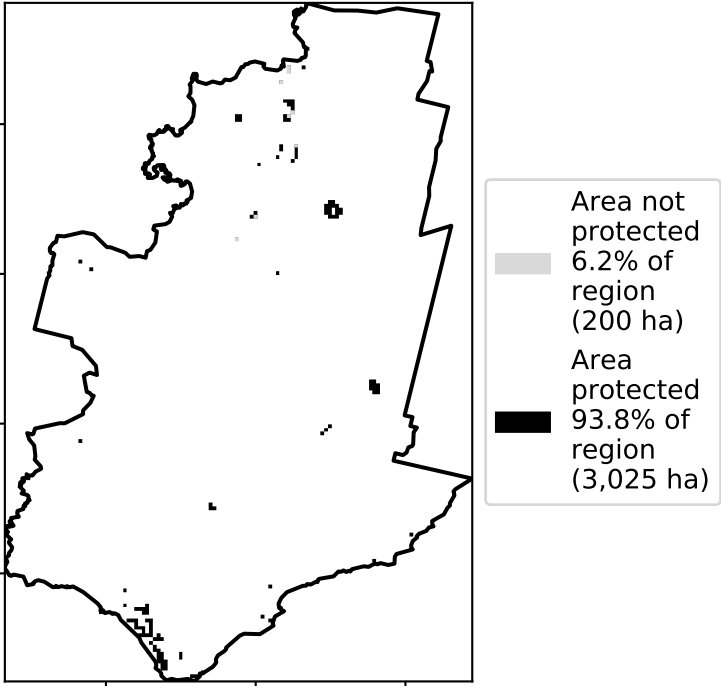 Area not
protected
6.2% of
region
(200 ha)
Area
protected
93.8% of
region
(3,025 ha)